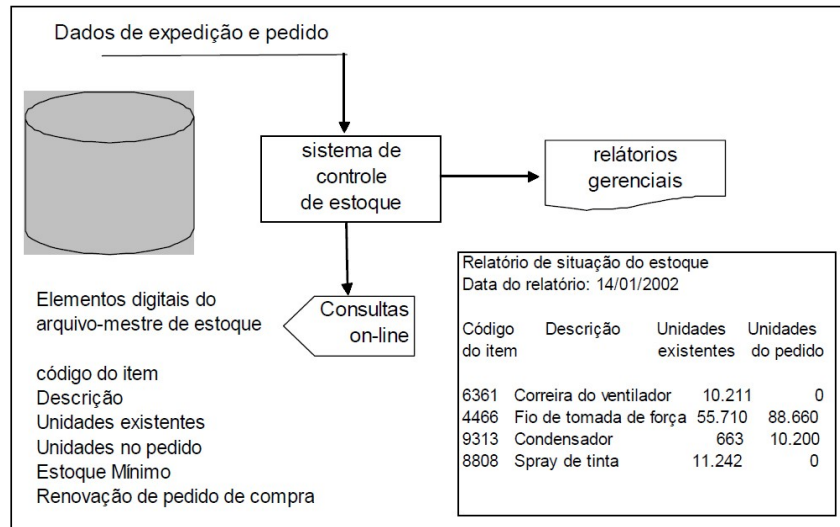 Dados de expedição e pedido
sistema de
controle
de estoque
relátorios
gerenciais
Consultas
on-line
Elementos digitais do
arquivo-mestre de estoque
código do item
Descrição
Unidades existentes
Unidades no pedido
Estoque Mínimo
Renovação de pedido de compra
Relatório de situação do estoque
Data do relatório: 14/01/2002
Código Descrição Unidades Unidades
do item existentes do pedido
6361 Correira do ventilador 10.211 0
4466 Fio de tomada de força 55.710 88.660
9313 Condensador 663 10.200
8808 Spray de tinta 11.242 0